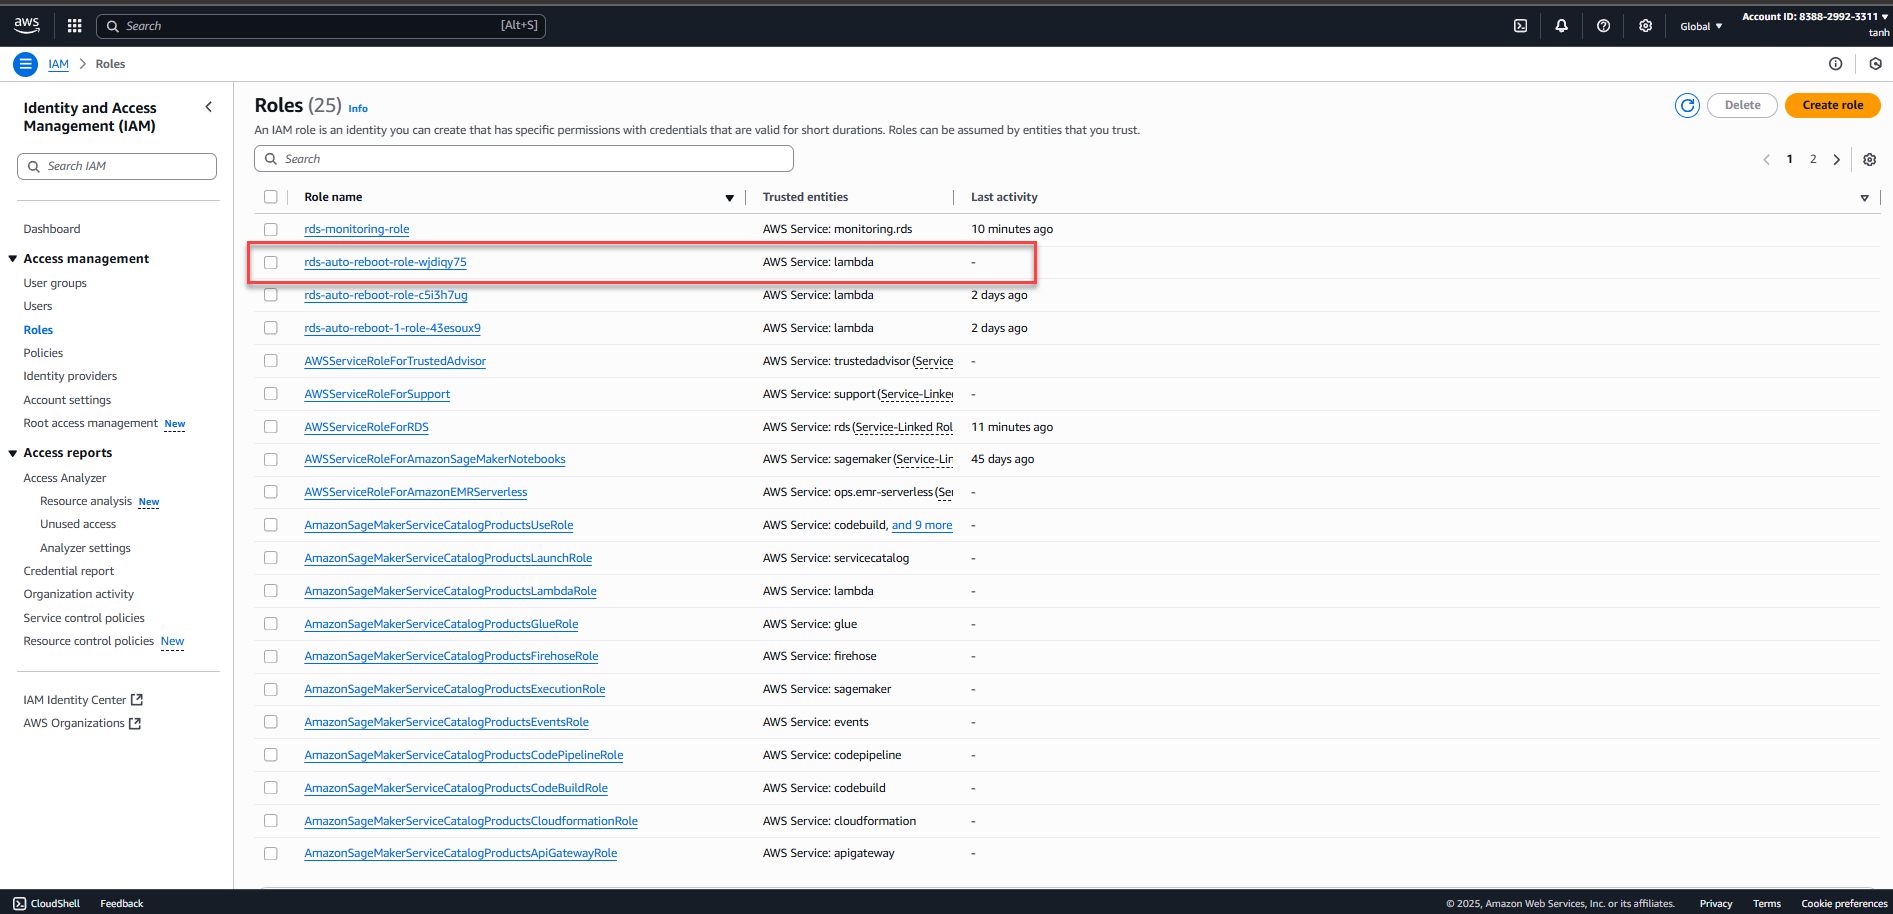 aws
Search
[Alt+S]
Global
Account ID: 8388-2992-3311
tanh
IAM
Roles
Identity and Access
Management (IAM)
Search IAM
Dashboard
Access management
User groups
Users
Roles
Policies
Identity providers
Account settings
Root access management New
Access reports
Access Analyzer
Resource analysis New
Unused access
Analyzer settings
Credential report
Organization activity
Service control policies
Resource control policies New
IAM Identity Center
AWS Organizations
Roles (25) Info
Delete
Create role
An IAM role is an identity you can create that has specific permissions with credentials that are valid for short durations. Roles can be assumed by entities that you trust.
Search
1 2
Role name Trusted entities Last activity
rds-monitoring-role AWS Service: monitoring.rds 10 minutes ago
rds-auto-reboot-role-wjdiqy75 AWS Service: lambda -
rds-auto-reboot-role-c5i3h7ug AWS Service: lambda 2 days ago
rds-auto-reboot-1-role-43esoux9 AWS Service: lambda 2 days ago
AWSServiceRoleForTrustedAdvisor AWS Service: trustedadvisor (Service -
AWSServiceRoleForSupport AWS Service: support (Service-Linked -
AWSServiceRoleForRDS AWS Service: rds (Service-Linked Rol 11 minutes ago
AWSServiceRoleForAmazonSageMakerNotebooks AWS Service: sagemaker (Service-Lin 45 days ago
AWSServiceRoleForAmazonEMRServerless AWS Service: ops.emr-serverless (Ser -
AmazonSageMakerServiceCatalogProductsUseRole AWS Service: codebuild, and 9 more -
AmazonSageMakerServiceCatalogProductsLaunchRole AWS Service: servicecatalog -
AmazonSageMakerServiceCatalogProductsLambdaRole AWS Service: lambda -
AmazonSageMakerServiceCatalogProductsGlueRole AWS Service: glue -
AmazonSageMakerServiceCatalogProductsFirehoseRole AWS Service: firehose -
AmazonSageMakerServiceCatalogProductsExecutionRole AWS Service: sagemaker -
AmazonSageMakerServiceCatalogProductsEventsRole AWS Service: events -
AmazonSageMakerServiceCatalogProductsCodePipelineRole AWS Service: codepipeline -
AmazonSageMakerServiceCatalogProductsCodeBuildRole AWS Service: codebuild -
AmazonSageMakerServiceCatalogProductsCloudformationRole AWS Service: cloudformation -
AmazonSageMakerServiceCatalogProductsApiGatewayRole AWS Service: apigateway -
CloudShell Feedback © 2025, Amazon Web Services, Inc. or its affiliates. Privacy Terms Cookie preferences